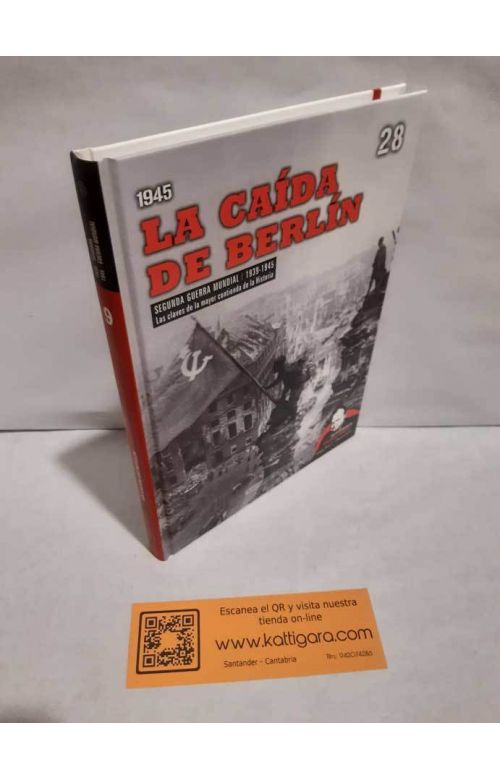 1945
28
LA CAÍDA
DE BERLÍN
SEGUNDA GUERRA MUNDIAL | 1939-1945
Las claves de la mayor contienda de la Historia
9
Escanea el QR y visita nuestra
tienda on-line
www.kattigara.com
Santander - Cantabria